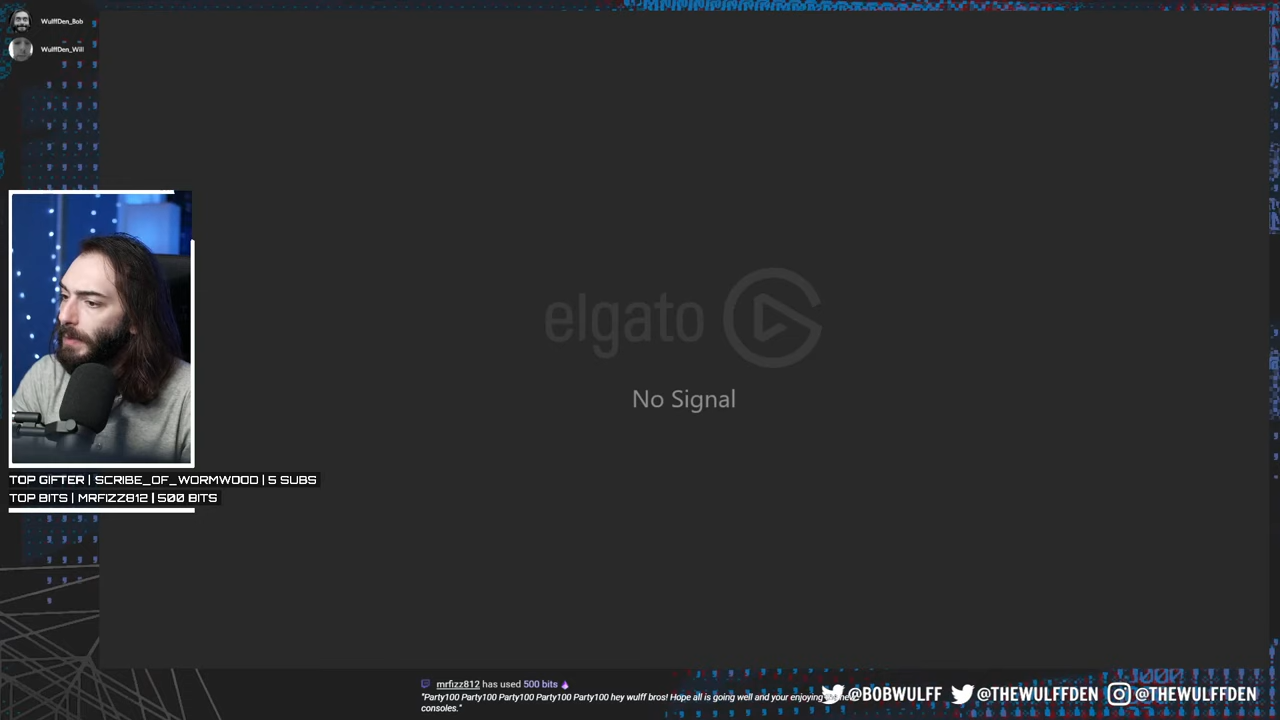 WulffDen_Bob
WulffDen_Will
elgato
No Signal
TOP GIFTER | SCRIBE_OF_WORMWOOD | 5 SUBS
TOP BITS | MRFIZZ812 | 500 BITS
mrfizz812 has used 500 bits
"Party100 Party100 Party100 Party100 Party100 hey wulff bros! Hope all is going well and your enjoying
consoles."
@BOBWULFF @THEWULFFDEN @THEWULFFDEN